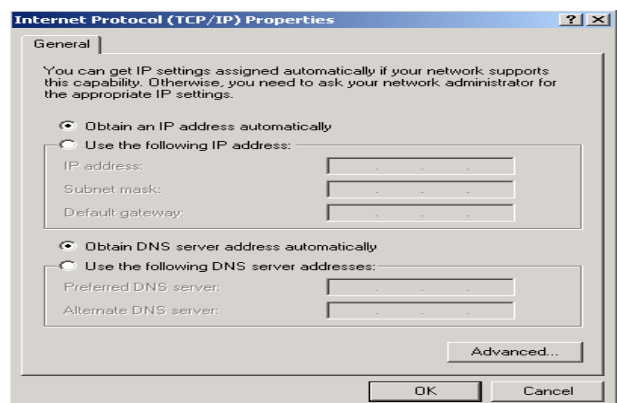 Internet Protocol (TCP/IP) Properties
General
You can get IP settings assigned automatically if your network supports
this capability. Otherwise, you need to ask your network administrator for
the appropriate IP settings.
Obtain an IP address automatically
Use the following IP address:
IP address:
Subnet mask:
Default gateway:
Obtain DNS server address automatically
Use the following DNS server addresses:
Preferred DNS server:
Alternate DNS server:
Advanced...
OK
Cancel